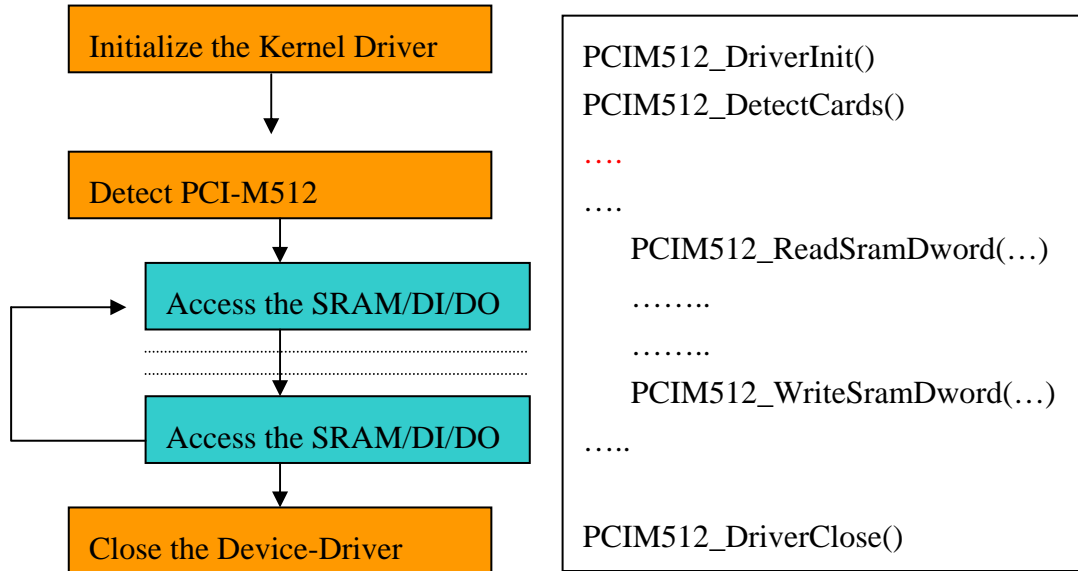 Initialize the Kernel Driver
Detect PCI-M512
Access the SRAM/DI/DO
Access the SRAM/DI/DO
Close the Device-Driver
PCIM512_DriverInit()
PCIM512_DetectCards()
….
….
PCIM512_ReadSramDword(…)
……..
……..
PCIM512_WriteSramDword(…)
…..
PCIM512_DriverClose()